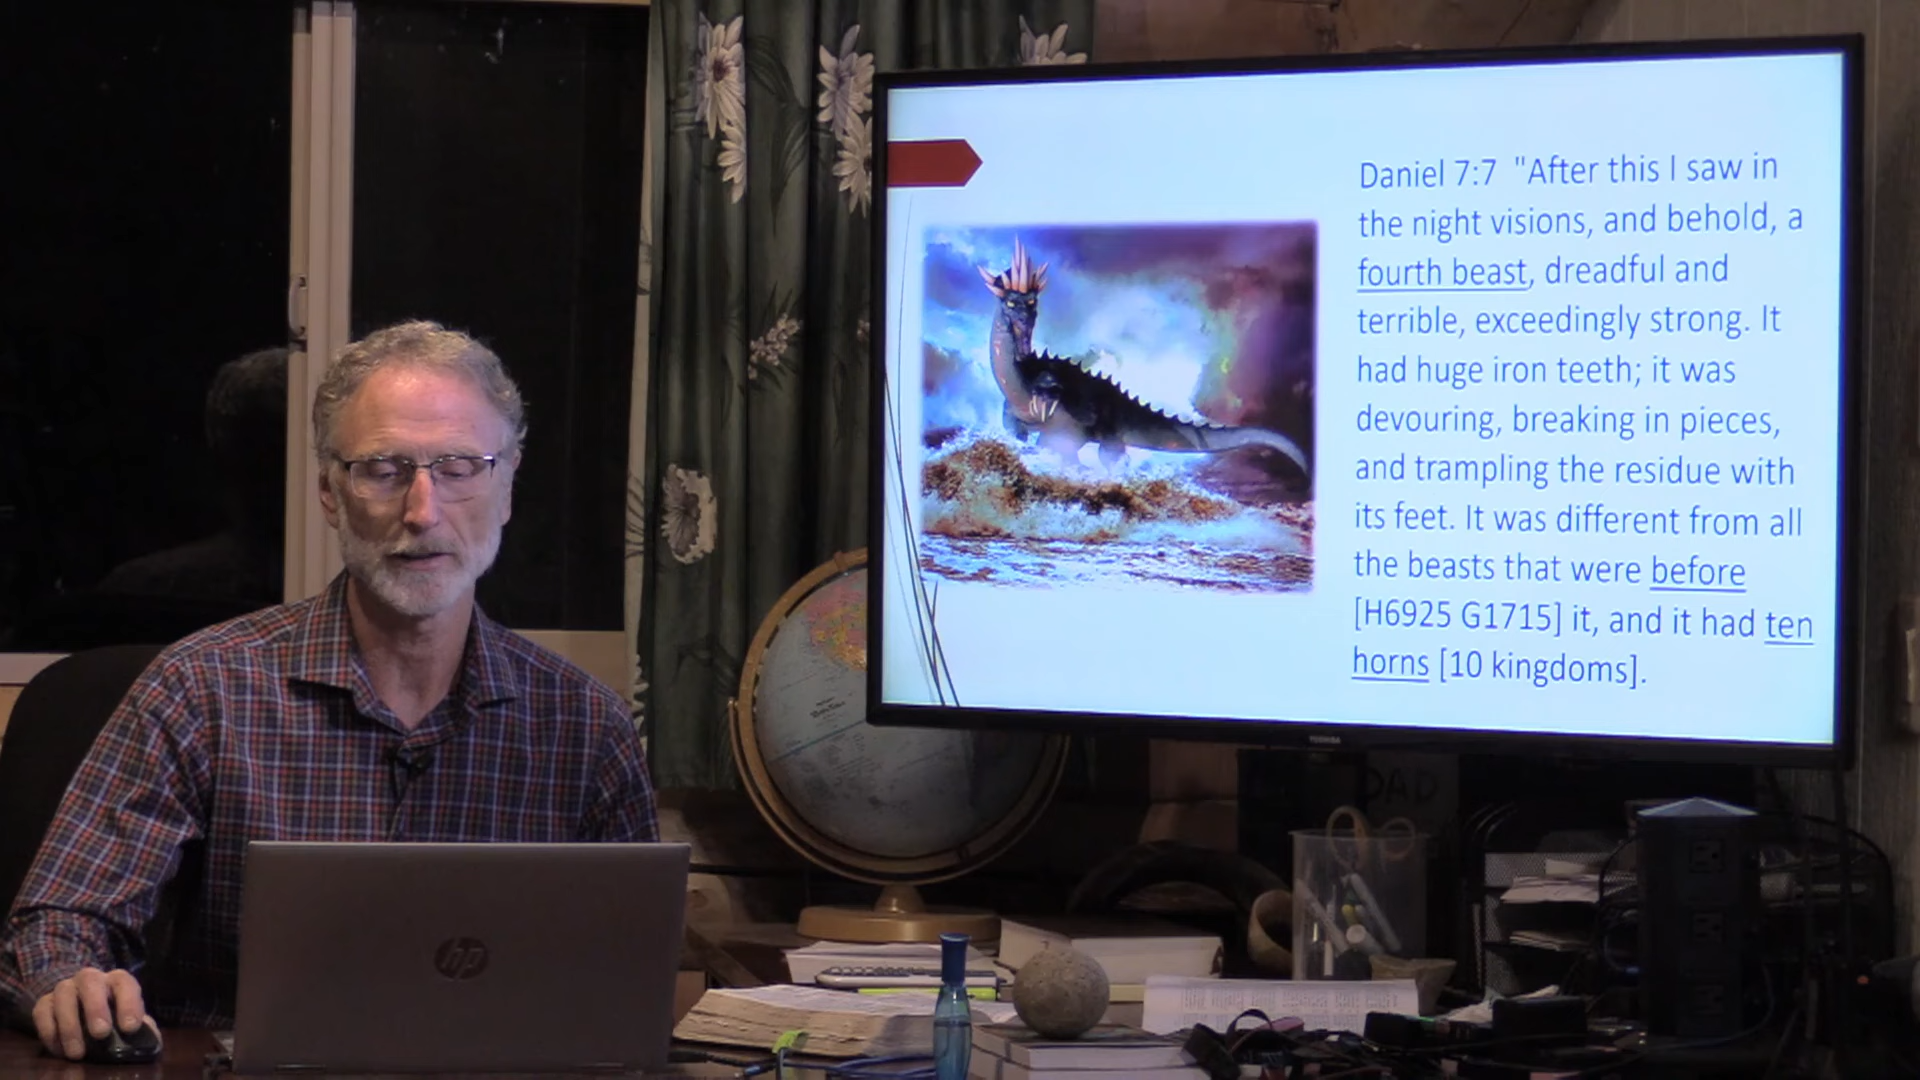 Daniel 7:7 "After this I saw in
the night visions, and behold, a
fourth beast, dreadful and
terrible, exceedingly strong. It
had huge iron teeth; it was
devouring, breaking in pieces,
and trampling the residue with
its feet. It was different from all
the beasts that were before
[H6925 G1715] it, and it had ten
horns [10 kingdoms].
TOSHIBA
DAD
hp